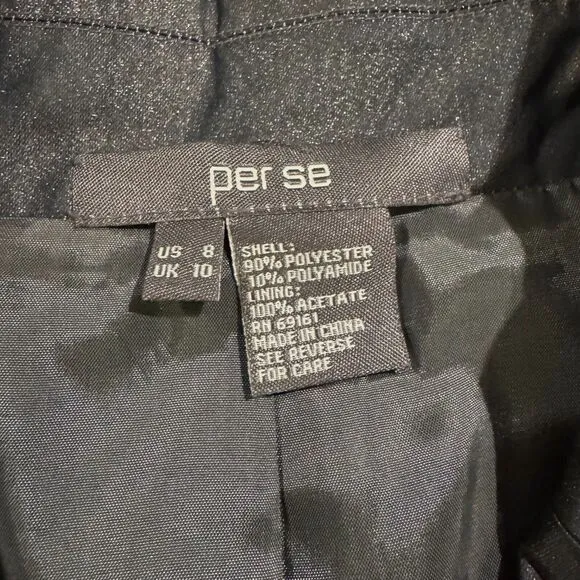 per se
US 8
UK 10
SHELL:
90% POLYESTER
10% POLYAMIDE
LINING:
100% ACETATE
RN 69161
MADE IN CHINA
SEE REVERSE
FOR CARE